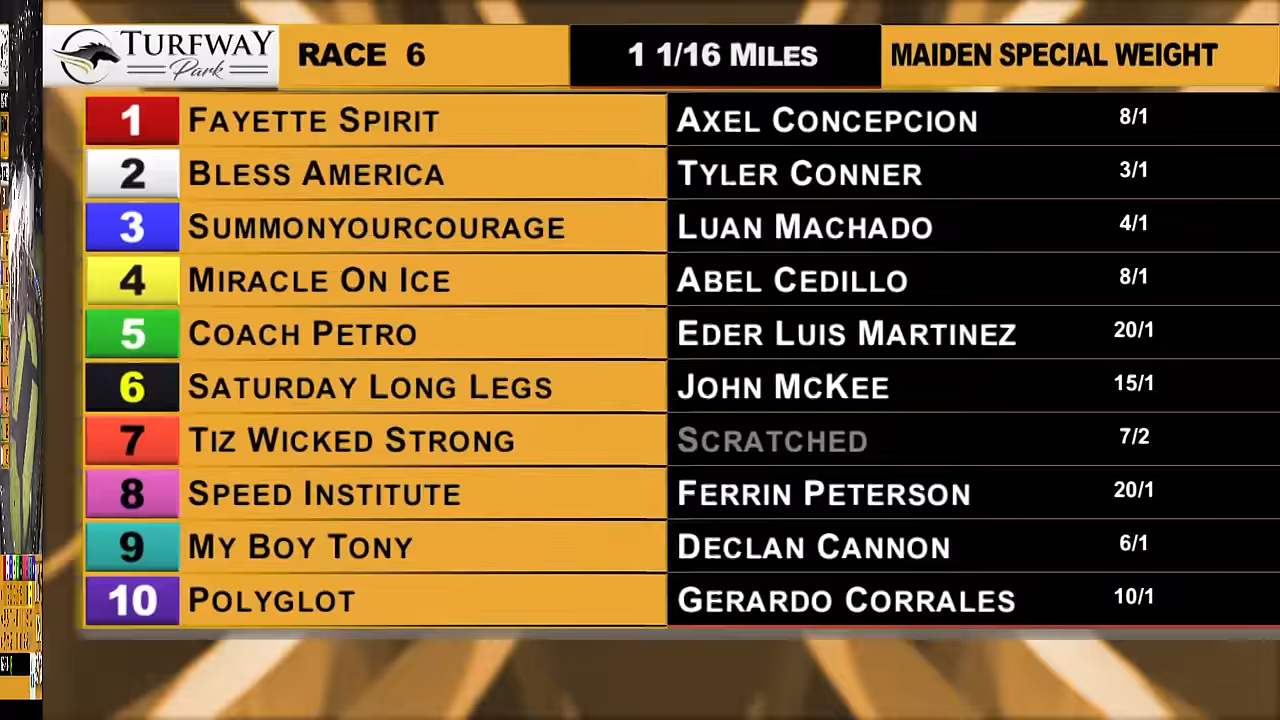 TURFWAY Park RACE 6 1 1/16 MILES MAIDEN SPECIAL WEIGHT
1 FAYETTE SPIRIT AXEL CONCEPCION 8/1
2 BLESS AMERICA TYLER CONNER 3/1
3 SUMMONYOURCOURAGE LUAN MACHADO 4/1
4 MIRACLE ON ICE ABEL CEDILLO 8/1
5 COACH PETRO EDER LUIS MARTINEZ 20/1
6 SATURDAY LONG LEGS JOHN MCKEE 15/1
7 TIZ WICKED STRONG SCRATCHED 7/2
8 SPEED INSTITUTE FERRIN PETERSON 20/1
9 MY BOY TONY DECLAN CANNON 6/1
10 POLYGLOT GERARDO CORRALES 10/1